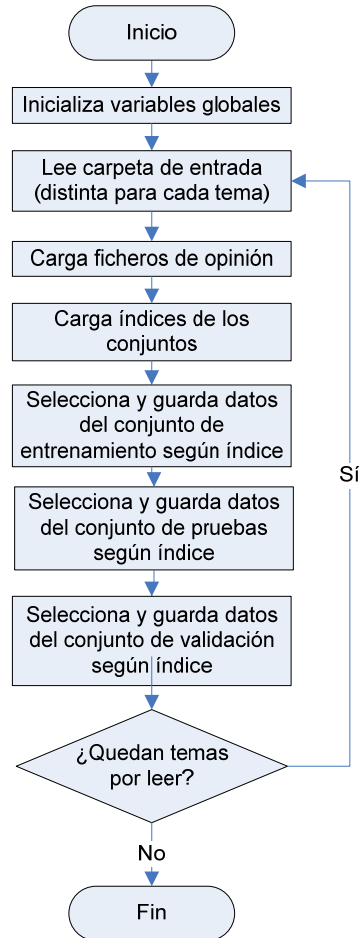 Inicio
Inicializa variables globales
Lee carpeta de entrada
(distinta para cada tema)
Carga ficheros de opinión
Carga índices de los
conjuntos
Selecciona y guarda datos
del conjunto de
entrenamiento según índice
Sí
Selecciona y guarda datos
del conjunto de pruebas
según índice
Selecciona y guarda datos
del conjunto de validación
según índice
¿Quedan temas
por leer?
No
Fin